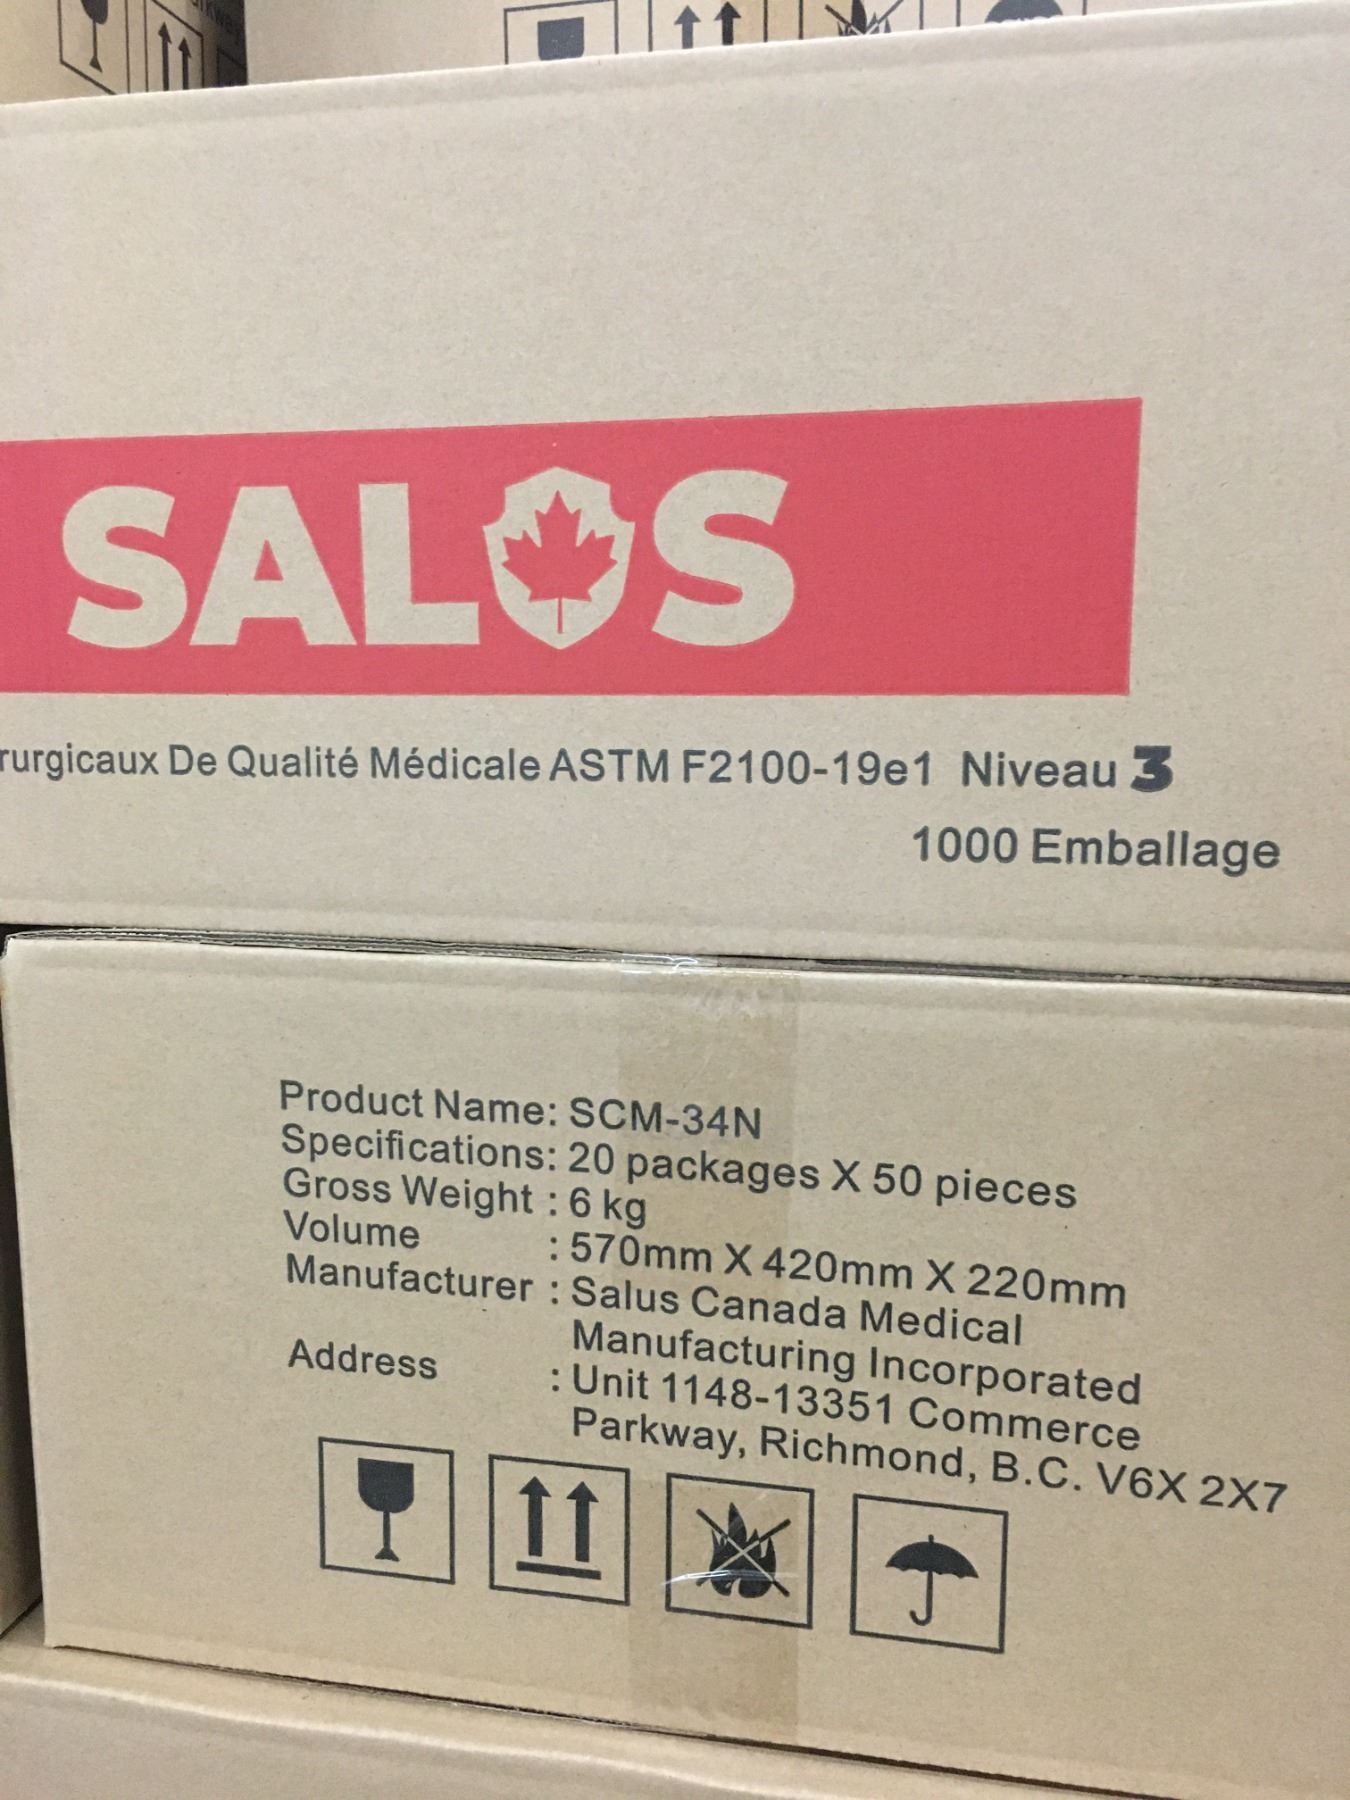 SALUS
De Qualité Médicale ASTM F2100-19e1 Niveau 3
1000 Emballage
Product Name: SCM-34N
Specifications: 20 packages X 50 pieces
Gross Weight : 6 kg
Volume : 570mm X 420mm X 220mm
Manufacturer : Salus Canada Medical
Manufacturing Incorporated
Address : Unit 1148-13351 Commerce
Parkway, Richmond, B.C. V6X 2X7